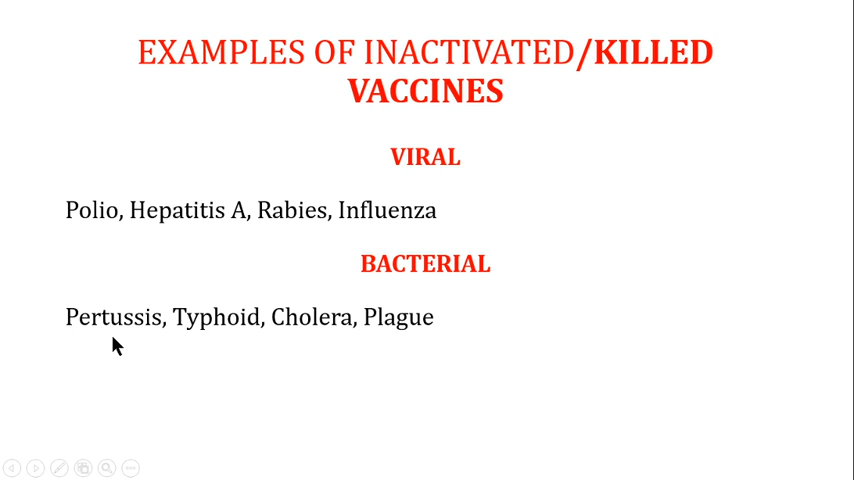 EXAMPLES OF INACTIVATED/KILLED
VACCINES
VIRAL
Polio, Hepatitis A, Rabies, Influenza
BACTERIAL
Pertussis, Typhoid, Cholera, Plague